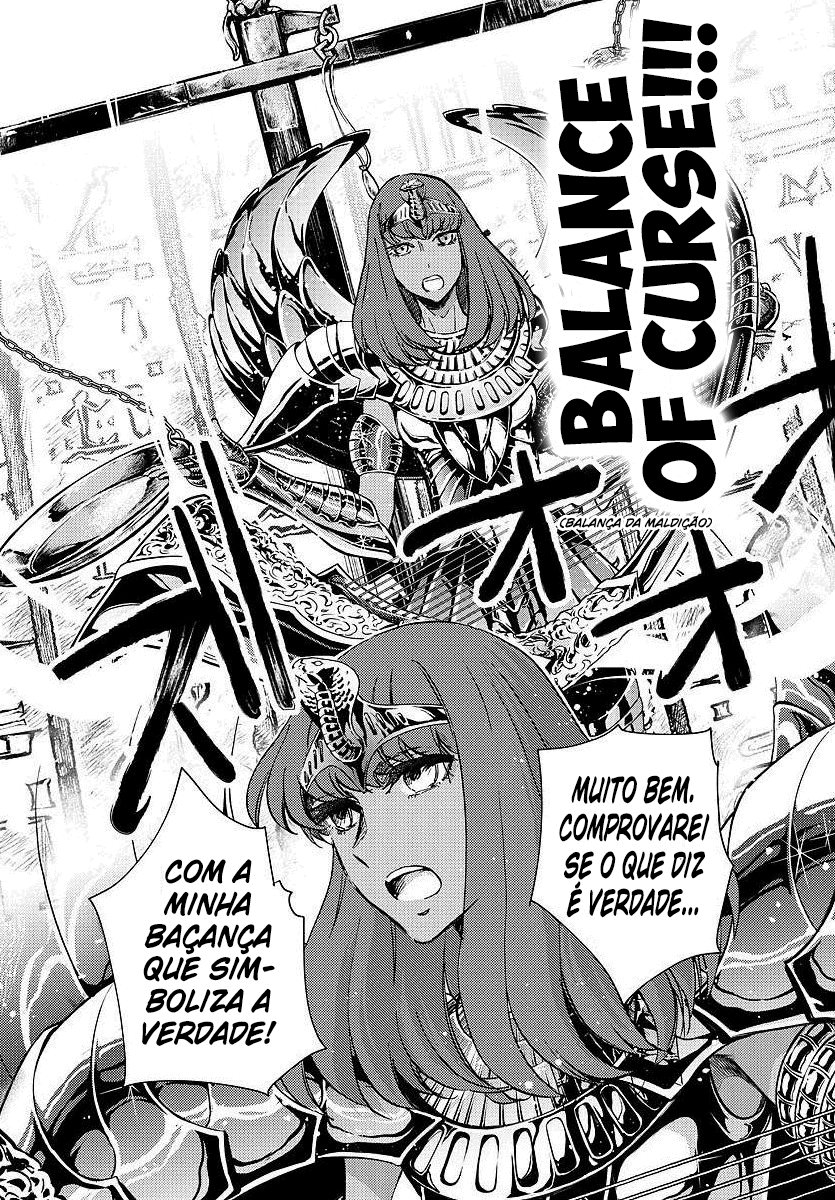 BALANCE
OF CURSE!!!
(BALANÇA DA MALDIÇÃO)
MUITO BEM.
COMPROVAREI
SE O QUE DIZ
É VERDADE...
COM A
MINHA
BAÇANÇA
QUE SIM-
BOLIZA A
VERDADE!